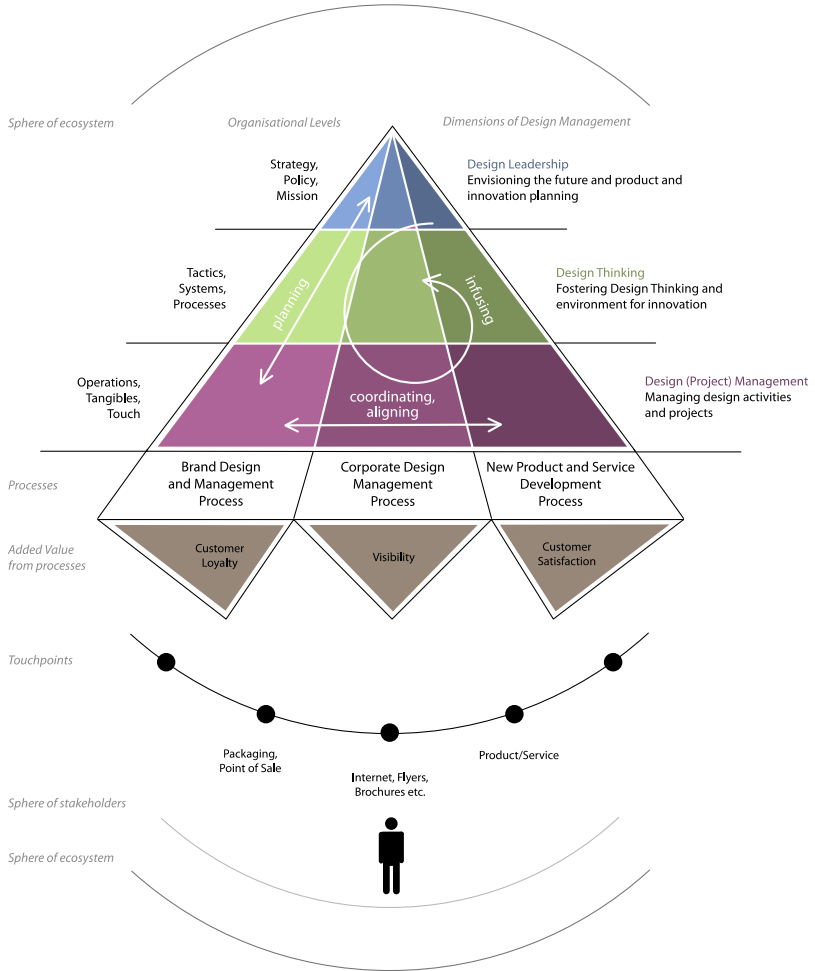 Sphere of ecosystem
Organisational Levels
Dimensions of Design Management
Strategy,
Policy,
Mission
Design Leadership
Envisioning the future and product and
innovation planning
Tactics,
Systems,
Processes
planning
infusing
Design Thinking
Fostering Design Thinking and
environment for innovation
Operations,
Tangibles,
Touch
coordinating,
aligning
Design (Project) Management
Managing design activities
and projects
Processes
Brand Design
and Management
Process
Corporate Design
Management
Process
New Product and Service
Development
Process
Added Value
from processes
Customer
Loyalty
Visibility
Customer
Satisfaction
Touchpoints
Packaging,
Point of Sale
Internet, Flyers,
Brochures etc.
Product/Service
Sphere of stakeholders
Sphere of ecosystem